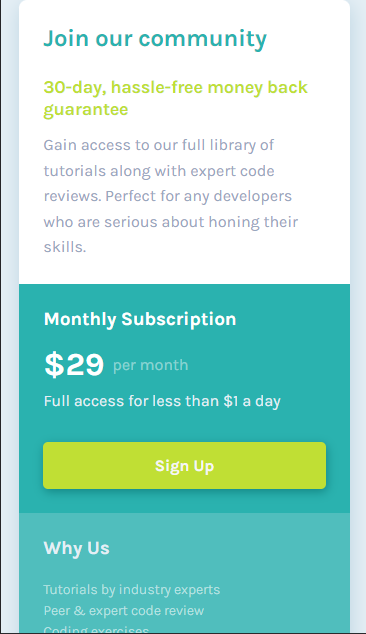 Join our community
30-day, hassle-free money back
guarantee
Gain access to our full library of
tutorials along with expert code
reviews. Perfect for any developers
who are serious about honing their
skills.
Monthly Subscription
$29 per month
Full access for less than $1 a day
Sign Up
Why Us
Tutorials by industry experts
Peer & expert code review
Coding exercises